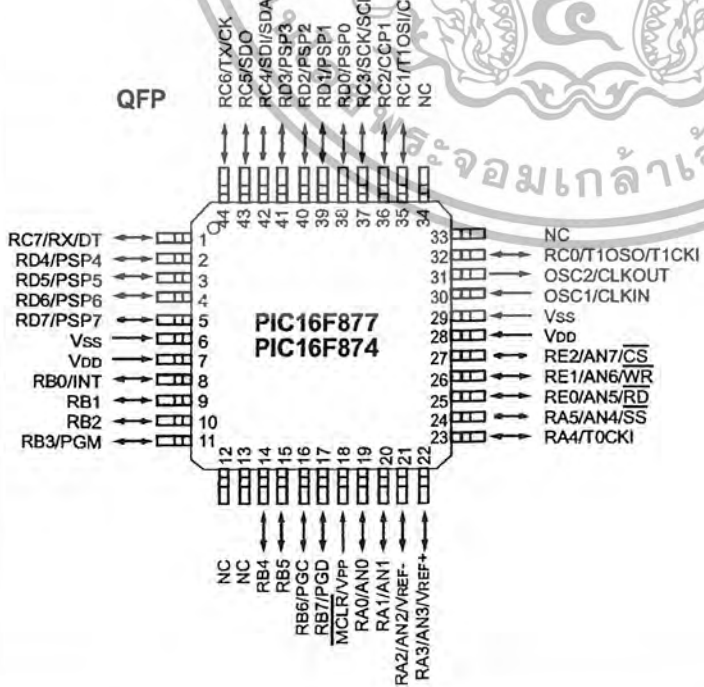 QFP
RC6/TX/CK
RC5/SDO
RC4/SDI/SDA
RD3/PSP3
RD2/PSP2
RD1/PSP1
RD0/PSP0
RC3/SCK/SCL
RC2/CCP1
RC1/T1OSI/C
NC
44 43 42 41 40 39 38 37 36 35 34
RC7/RX/DT 1
RD4/PSP4 2
RD5/PSP5 3
RD6/PSP6 4
RD7/PSP7 5
VSS 6
VDD 7
RB0/INT 8
RB1 9
RB2 10
RB3/PGM 11
PIC16F877
PIC16F874
33 NC
32 RC0/T1OSO/T1CKI
31 OSC2/CLKOUT
30 OSC1/CLKIN
29 VSS
28 VDD
27 RE2/AN7/CS
26 RE1/AN6/WR
25 RE0/AN5/RD
24 RA5/AN4/SS
23 RA4/T0CKI
12 13 14 15 16 17 18 19 20 21 22
NC
NC
RB4
RB5
RB6/PGC
RB7/PGD
MCLR/VPP
RA0/AN0
RA1/AN1
RA2/AN2/VREF-
RA3/AN3/VREF+
พระจอมเกล้าเจ้